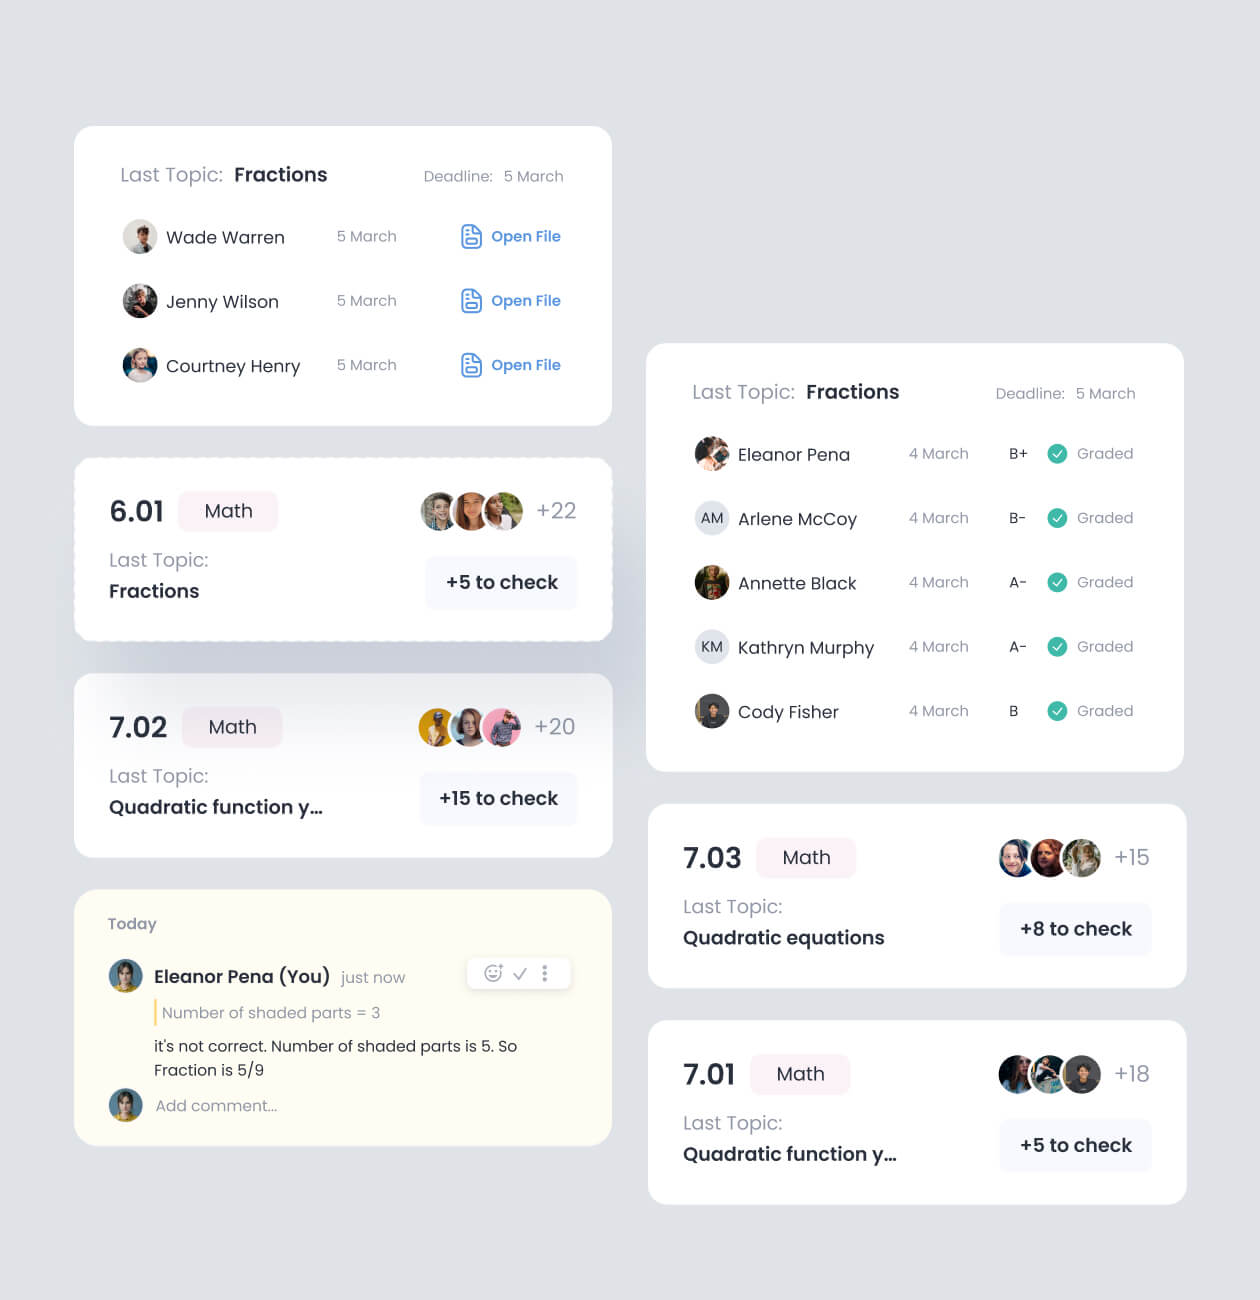 Last Topic: Fractions Deadline: 5 March
Wade Warren 5 March Open File
Jenny Wilson 5 March Open File
Courtney Henry 5 March Open File
6.01 Math +22
Last Topic:
Fractions
+5 to check
7.02 Math +20
Last Topic:
Quadratic function y...
+15 to check
Today
Eleanor Pena (You) just now
Number of shaded parts = 3
it's not correct. Number of shaded parts is 5. So
Fraction is 5/9
Add comment...
Last Topic: Fractions Deadline: 5 March
Eleanor Pena 4 March B+ Graded
AM Arlene McCoy 4 March B- Graded
Annette Black 4 March A- Graded
KM Kathryn Murphy 4 March A- Graded
Cody Fisher 4 March B Graded
7.03 Math +15
Last Topic:
Quadratic equations
+8 to check
7.01 Math +18
Last Topic:
Quadratic function y...
+5 to check